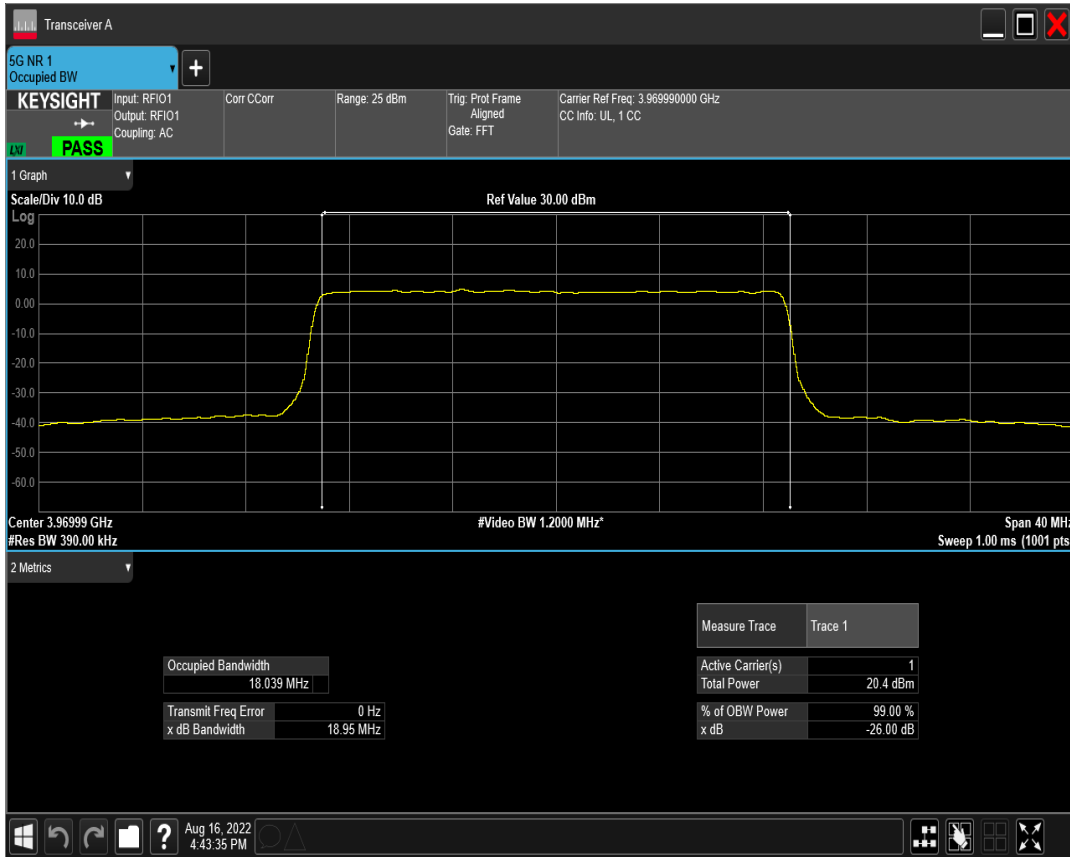 Transceiver A
5G NR 1
Occupied BW
+
KEYSIGHT
LXI
PASS
Input: RFIO1
Output: RFIO1
Coupling: AC
Corr CCorr
Range: 25 dBm
Trig: Prot Frame
Aligned
Gate: FFT
Carrier Ref Freq: 3.969990000 GHz
CC Info: UL, 1 CC
1 Graph
Scale/Div 10.0 dB
Ref Value 30.00 dBm
Log
20.0
10.0
0.00
-10.0
-20.0
-30.0
-40.0
-50.0
-60.0
Center 3.96999 GHz
#Video BW 1.2000 MHz*
Span 40 MHz
#Res BW 390.00 kHz
Sweep 1.00 ms (1001 pts
2 Metrics
Measure Trace Trace 1
Occupied Bandwidth
18.039 MHz
Active Carrier(s) 1
Total Power 20.4 dBm
Transmit Freq Error 0 Hz
x dB Bandwidth 18.95 MHz
% of OBW Power 99.00 %
x dB -26.00 dB
?
Aug 16, 2022
4:43:35 PM